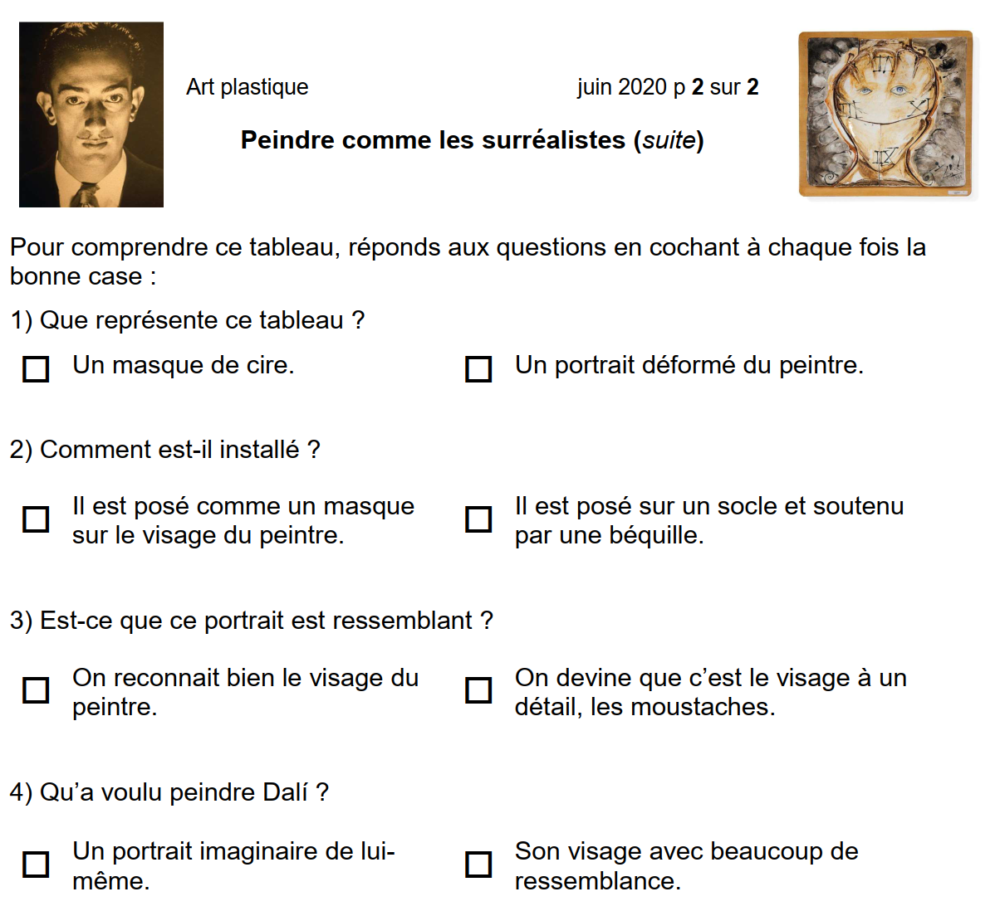 Art plastique juin 2020 p 2 sur 2
Peindre comme les surréalistes (suite)
Pour comprendre ce tableau, réponds aux questions en cochant à chaque fois la
bonne case :
1) Que représente ce tableau ?
Un masque de cire.
Un portrait déformé du peintre.
2) Comment est-il installé ?
Il est posé comme un masque
sur le visage du peintre.
Il est posé sur un socle et soutenu
par une béquille.
3) Est-ce que ce portrait est ressemblant ?
On reconnait bien le visage du
peintre.
On devine que c’est le visage à un
détail, les moustaches.
4) Qu’a voulu peindre Dalí ?
Un portrait imaginaire de lui-
même.
Son visage avec beaucoup de
ressemblance.